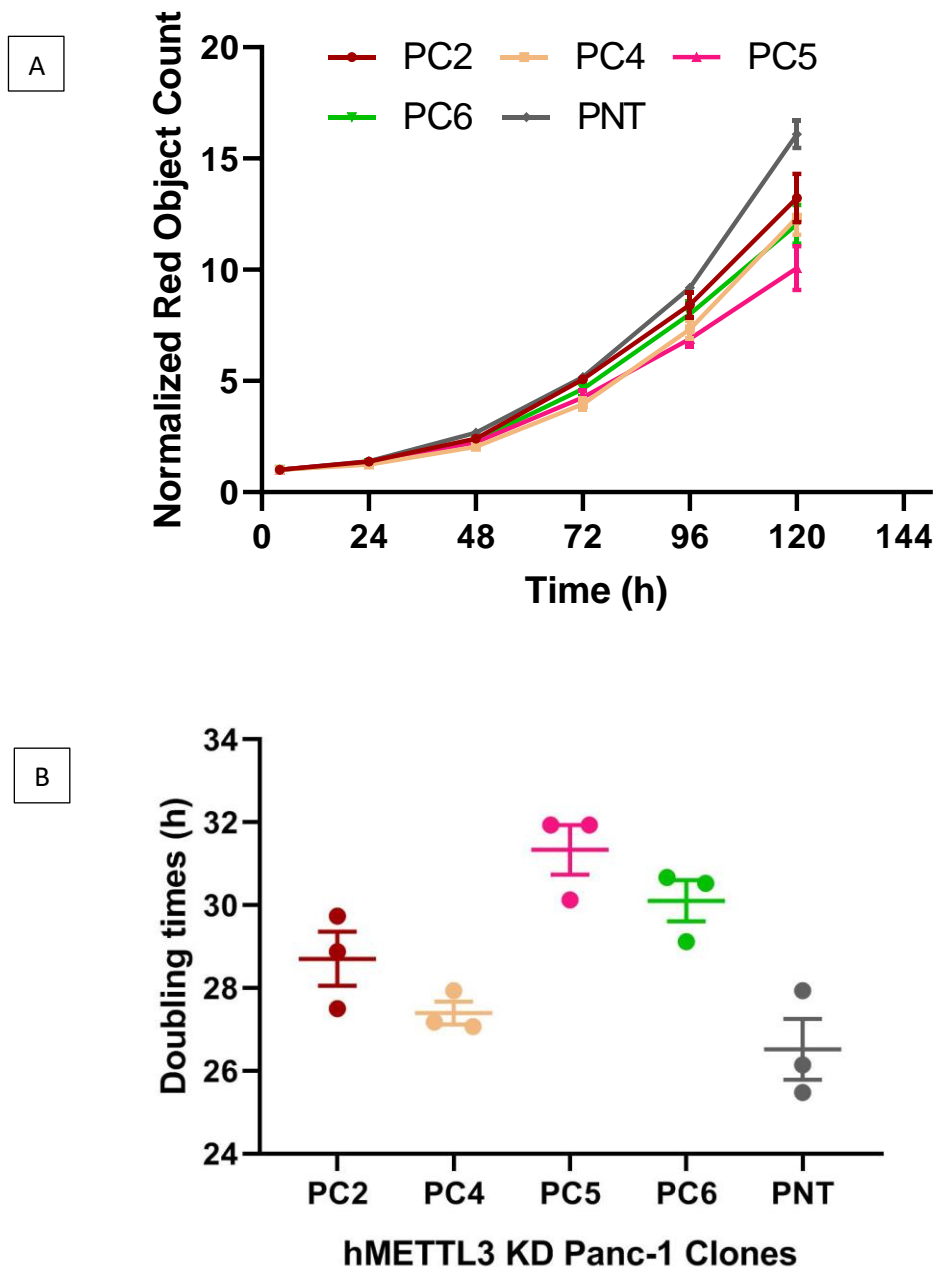 A
Normalized Red Object Count
20
15
10
5
0
PC2 PC4 PC5
PC6 PNT
0 24 48 72 96 120 144
Time (h)
B
Doubling times (h)
34
32
30
28
26
24
PC2 PC4 PC5 PC6 PNT
hMETTL3 KD Panc-1 Clones